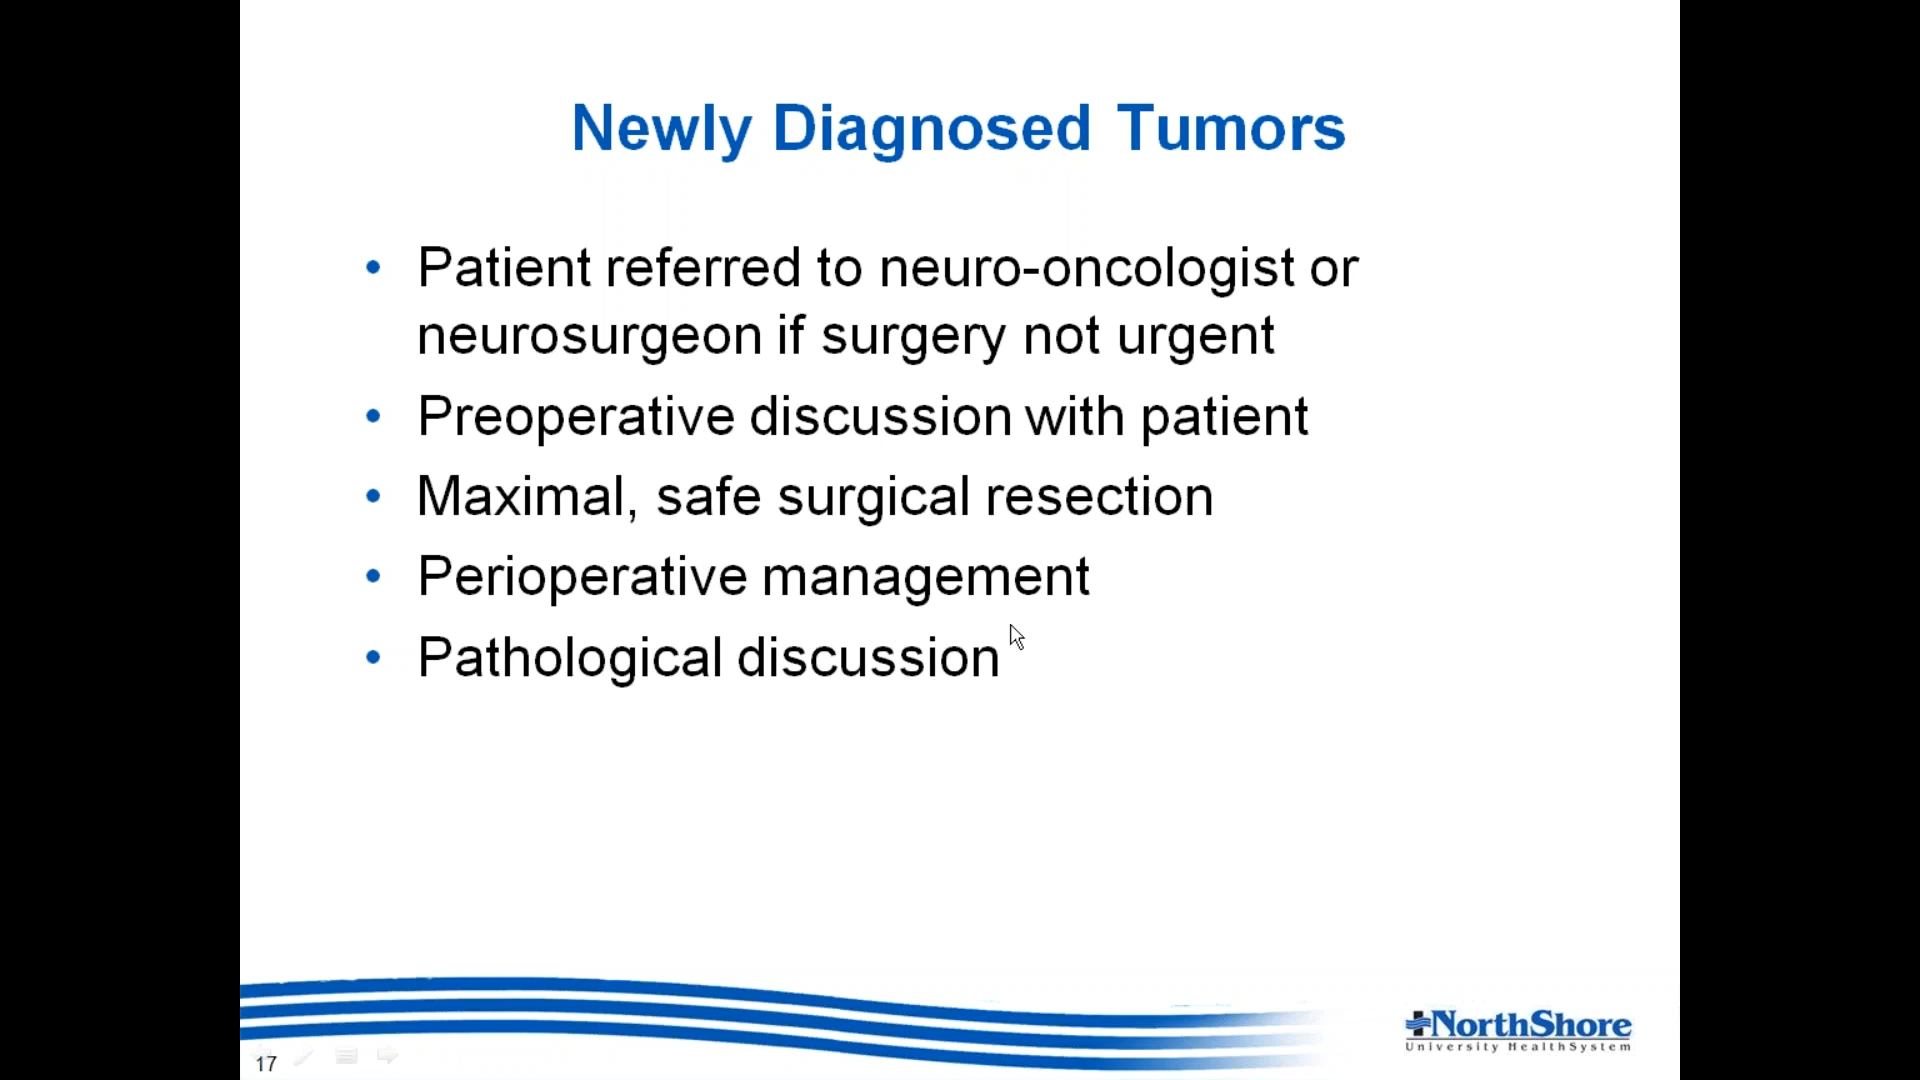 Newly Diagnosed Tumors
• Patient referred to neuro-oncologist or
neurosurgeon if surgery not urgent
• Preoperative discussion with patient
• Maximal, safe surgical resection
• Perioperative management
• Pathological discussion
NorthShore
University HealthSystem
17